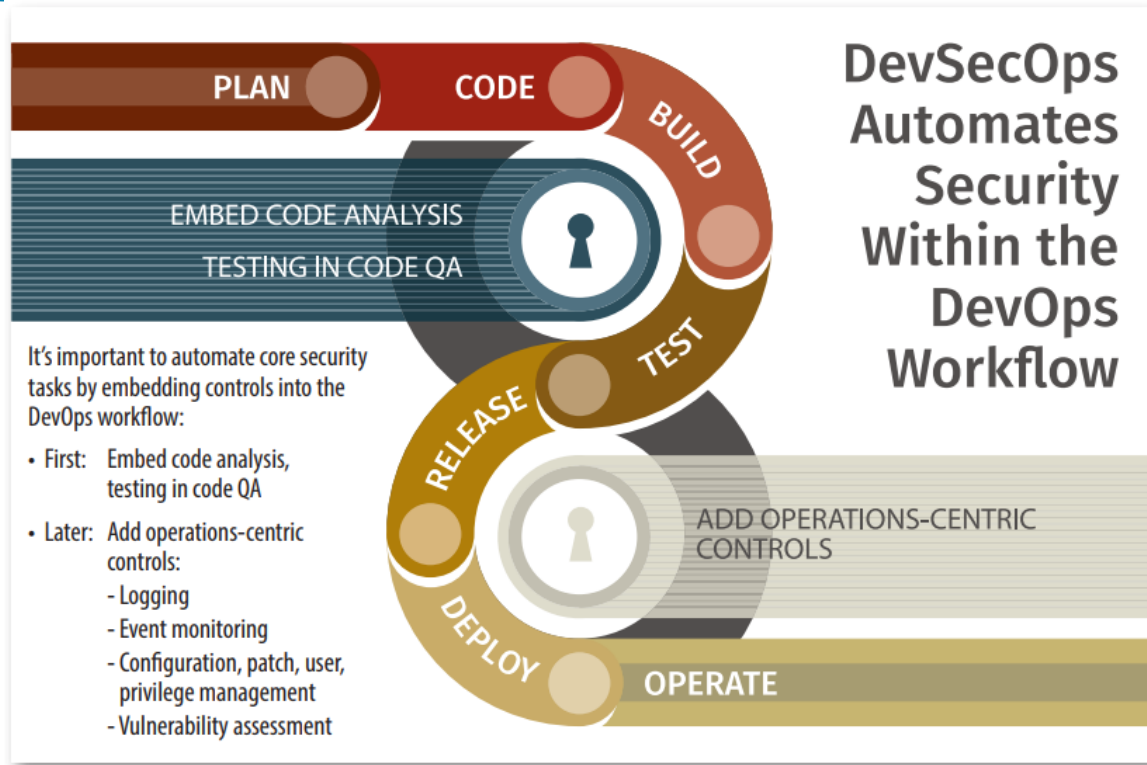 PLAN
CODE
BUILD
TEST
RELEASE
DEPLOY
OPERATE
DevSecOps
Automates
Security
Within the
DevOps
Workflow
EMBED CODE ANALYSIS
TESTING IN CODE QA
It’s important to automate core security
tasks by embedding controls into the
DevOps workflow:
• First: Embed code analysis,
testing in code QA
• Later: Add operations-centric
controls:
- Logging
- Event monitoring
- Configuration, patch, user,
privilege management
- Vulnerability assessment
ADD OPERATIONS-CENTRIC
CONTROLS